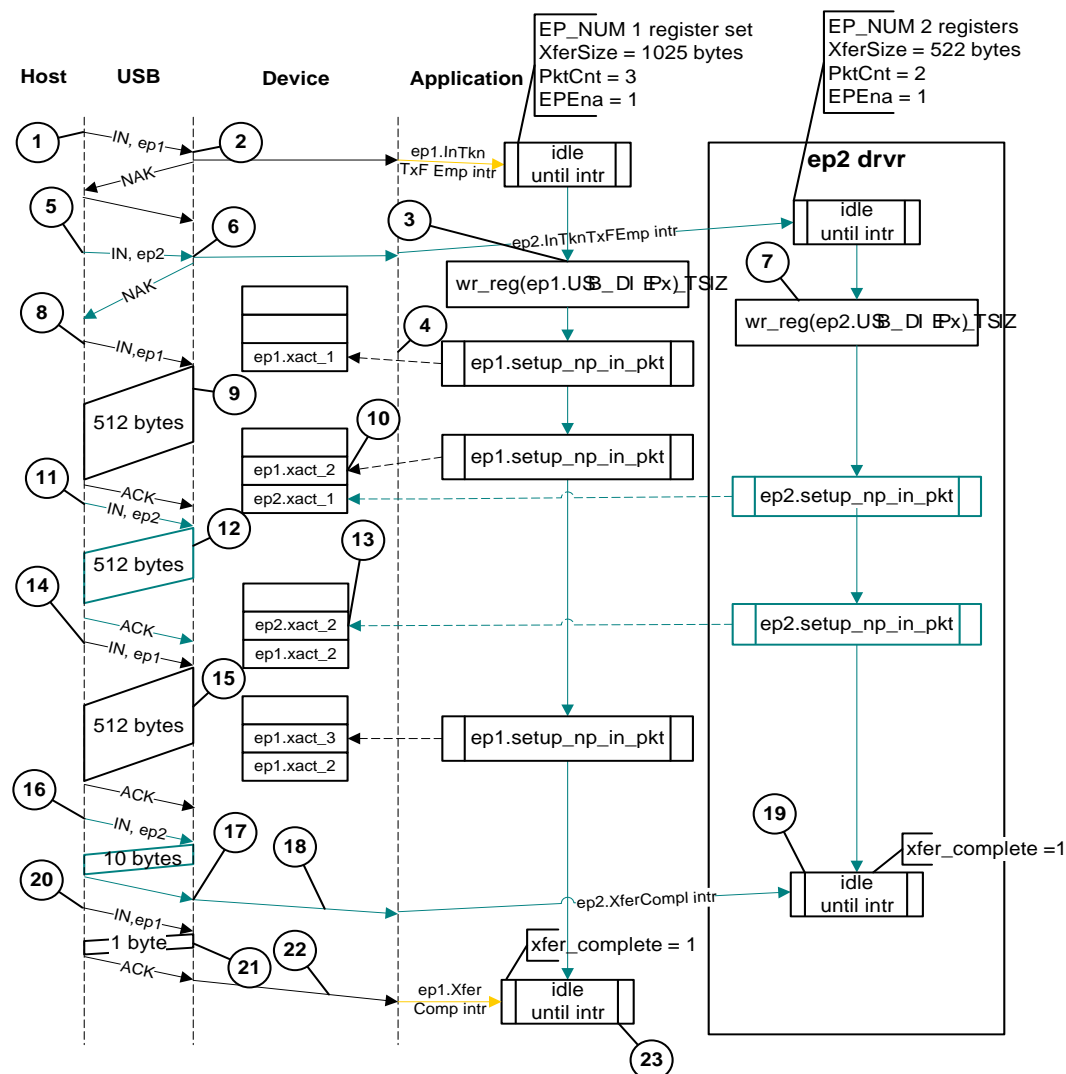 EP_NUM 1 register set
XferSize = 1025 bytes
PktCnt = 3
EPEna = 1
EP_NUM 2 registers
XferSize = 522 bytes
PktCnt = 2
EPEna = 1
Host
USB
Device
Application
1
IN, ep1
2
ep1.InTkn
TxF Emp intr
idle
until intr
ep2 drvr
NAK
5
6
3
IN, ep2
ep2.InTknTxFEmp intr
idle
until intr
NAK
7
wr_reg(ep1.USB_DIEPx)_TSIZ
wr_reg(ep2.USB_DIEPx)_TSIZ
8
IN,ep1
4
ep1.xact_1
ep1.setup_np_in_pkt
9
512 bytes
10
ep1.xact_2
ep1.setup_np_in_pkt
11
ACK
ep2.xact_1
ep2.setup_np_in_pkt
IN, ep2
12
512 bytes
13
14
ep2.xact_2
ep2.setup_np_in_pkt
ACK
ep1.xact_2
IN, ep1
15
512 bytes
ep1.xact_3
ep1.setup_np_in_pkt
ep1.xact_2
16
ACK
IN, ep2
17
18
19
xfer_complete =1
10 bytes
20
idle
until intr
ep2.XferCompl intr
IN,ep1
1 byte
21
22
xfer_complete = 1
ACK
ep1.Xfer
Comp intr
idle
until intr
23